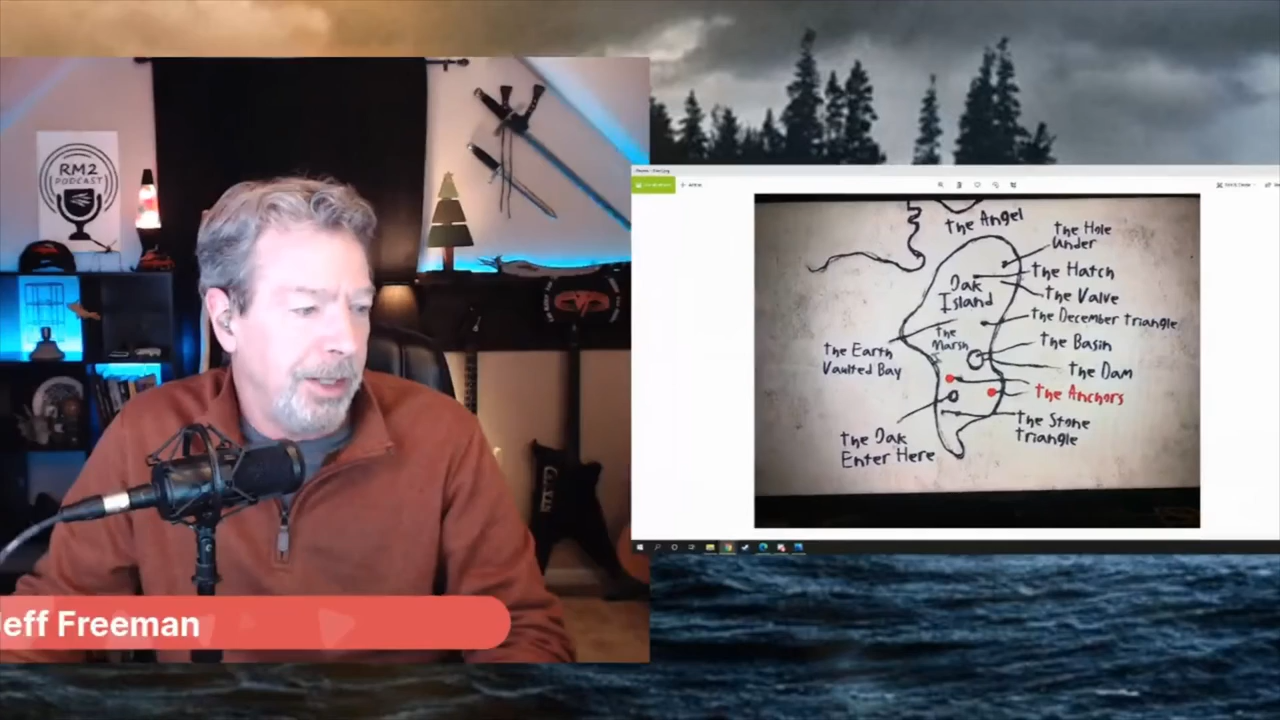 RM2
PODCAST
Jeff Freeman
The Angel
The Hole
Under
The Hatch
The Valve
The December Triangle
The Basin
The Dam
The Anchors
The Stone
Triangle
Oak
Island
The
Marsh
The Earth
Vaulted Bay
The Oak
Enter Here